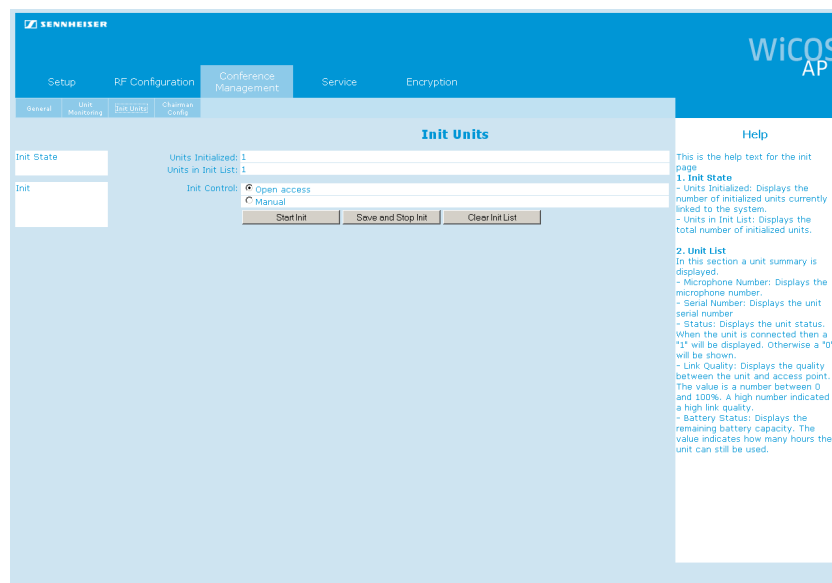 SENNHEISER
WiCOS
AP
Setup
RF Configuration
Conference
Management
Service
Encryption
General
Unit
Monitoring
Init Units
Chairman
Config
Init Units
Init State
Units Initialized: 1
Units in Init List: 1
Init
Init Control: Open access
Manual
Start Init
Save and Stop Init
Clear Init List
Help
This is the help text for the init
page
1. Init State
- Units Initialized: Displays the
number of initialized units currently
linked to the system.
- Units in Init List: Displays the
total number of initialized units.
2. Unit List
In this section a unit summary is
displayed.
- Microphone Number: Displays the
microphone number.
- Serial Number: Displays the unit
serial number
- Status: Displays the unit status.
When the unit is connected then a
"1" will be displayed. Otherwise a "0"
will be shown.
- Link Quality: Displays the quality
between the unit and access point.
The value is a number between 0
and 100%. A high number indicated
a high link quality.
- Battery Status: Displays the
remaining battery capacity. The
value indicates how many hours the
unit can still be used.